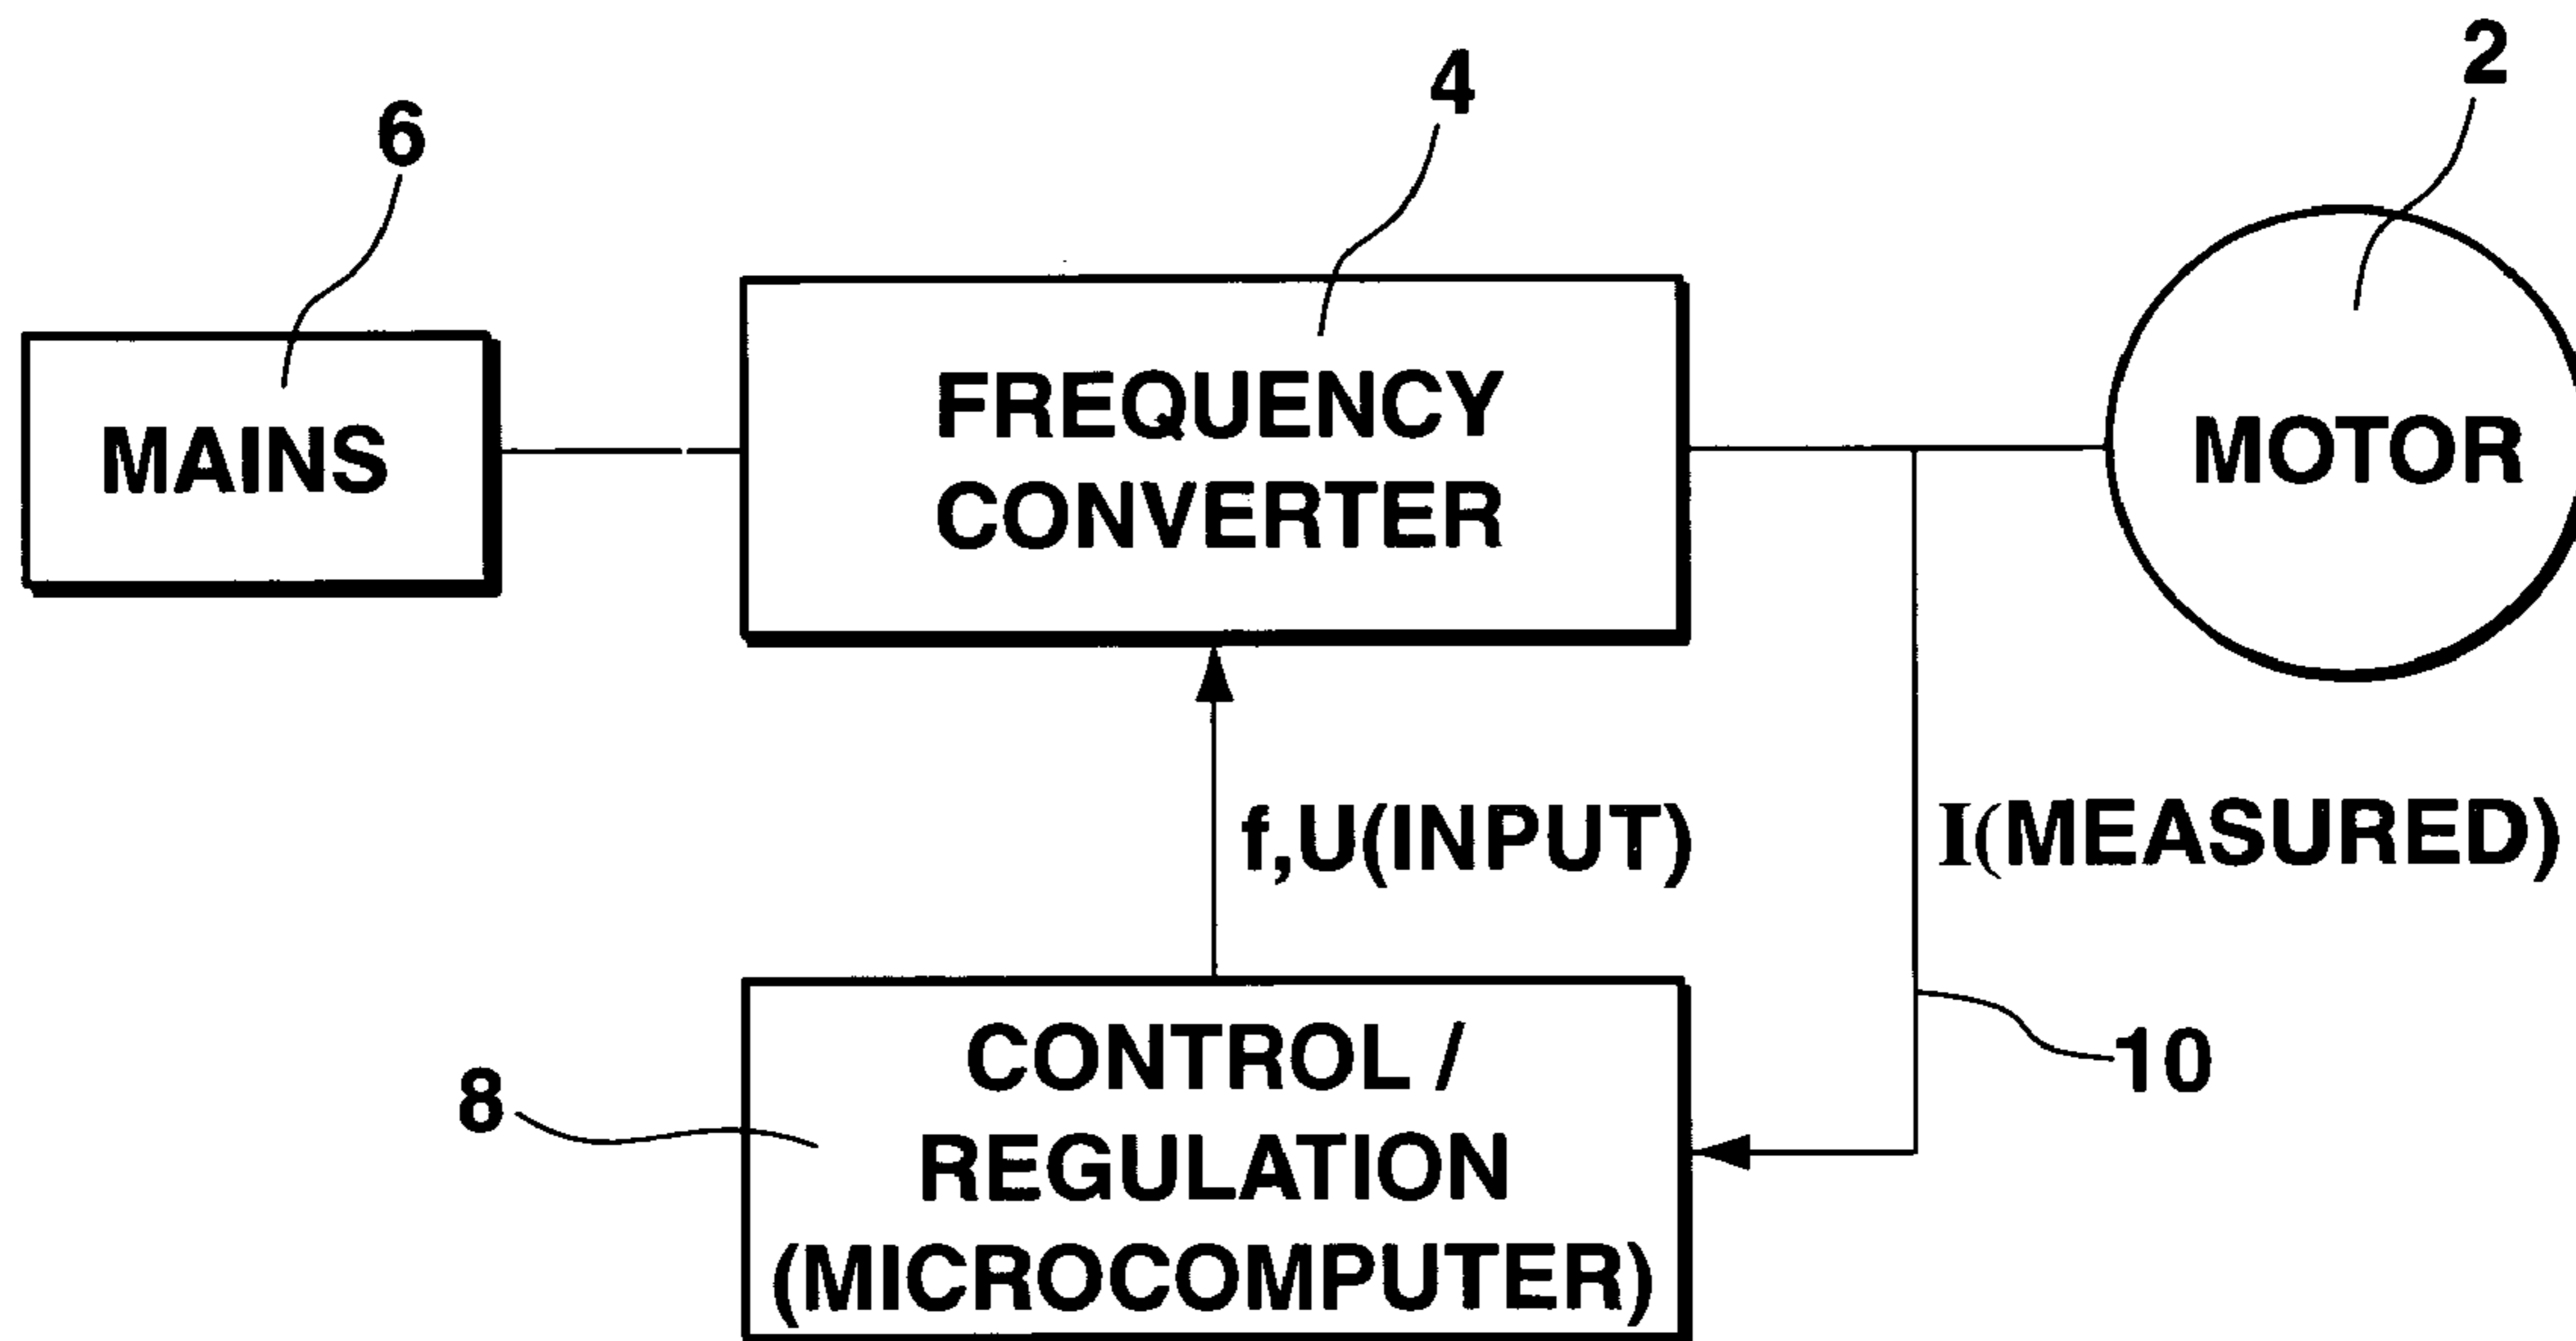 2
4
6
MAINS
FREQUENCY
CONVERTER
MOTOR
f,U(INPUT)
I(MEASURED)
8
CONTROL /
REGULATION
(MICROCOMPUTER)
10